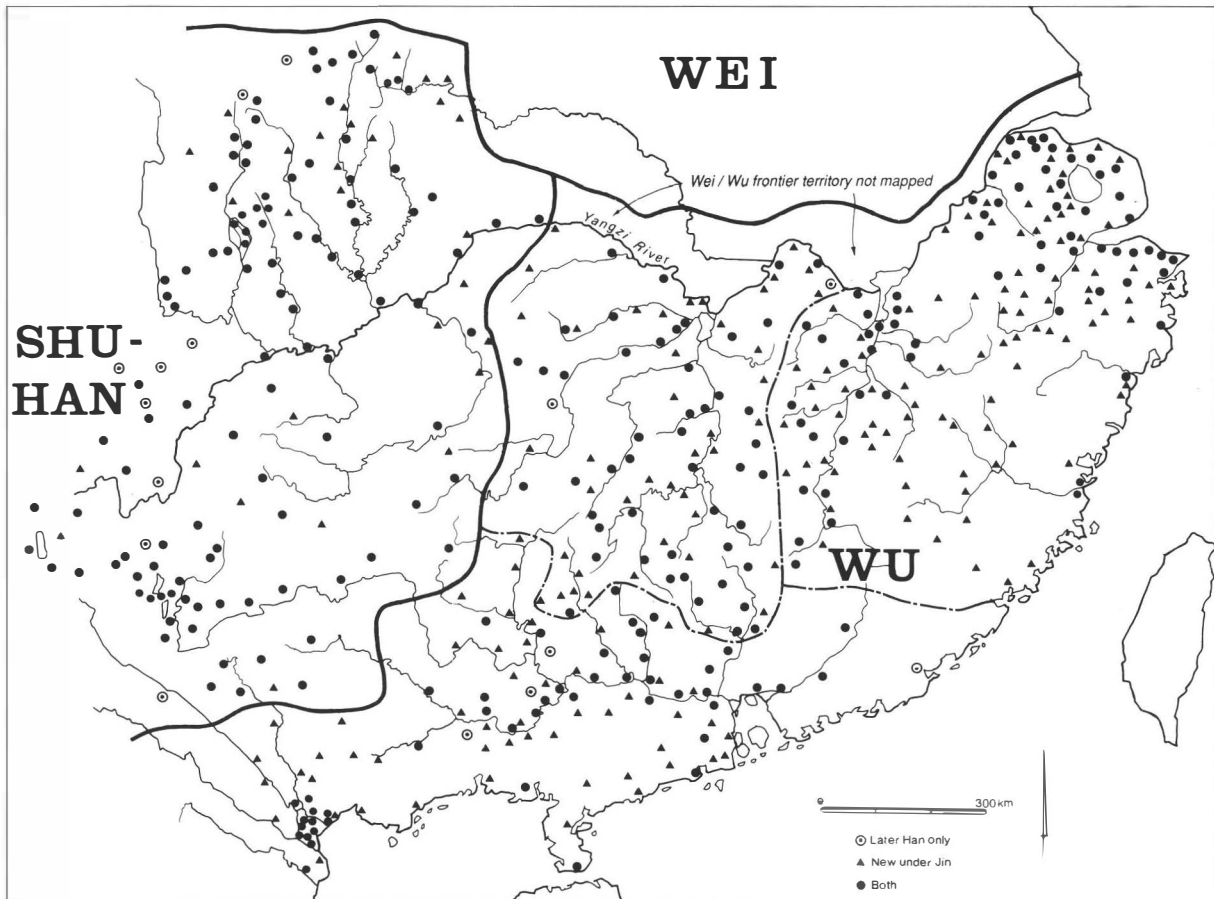 WEI
Wei / Wu frontier territory not mapped
Yangzi River
SHU-
HAN
WU
300 km
Later Han only
New under Jin
Both